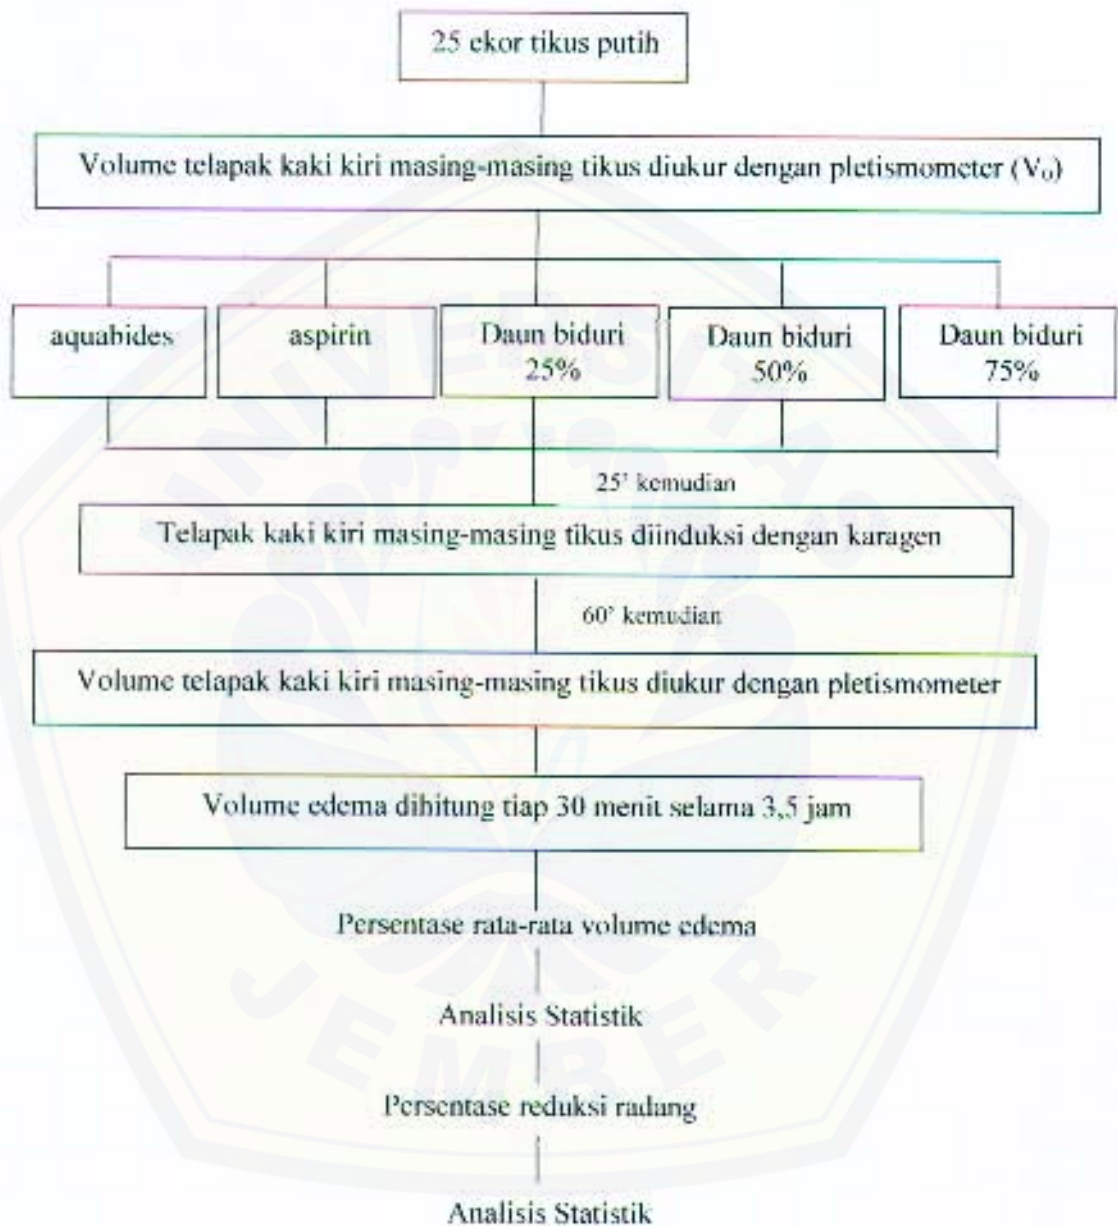 25 ekor tikus putih
Volume telapak kaki kiri masing-masing tikus diukur dengan pletismometer (V₀)
aquabides
aspirin
Daun biduri
25%
Daun biduri
50%
Daun biduri
75%
25' kemudian
Telapak kaki kiri masing-masing tikus diinduksi dengan karagen
60' kemudian
Volume telapak kaki kiri masing-masing tikus diukur dengan pletismometer
Volume edema dihitung tiap 30 menit selama 3,5 jam
Persentase rata-rata volume edema
Analisis Statistik
Persentase reduksi radang
Analisis Statistik
UNIVERSITAS
JEMBER